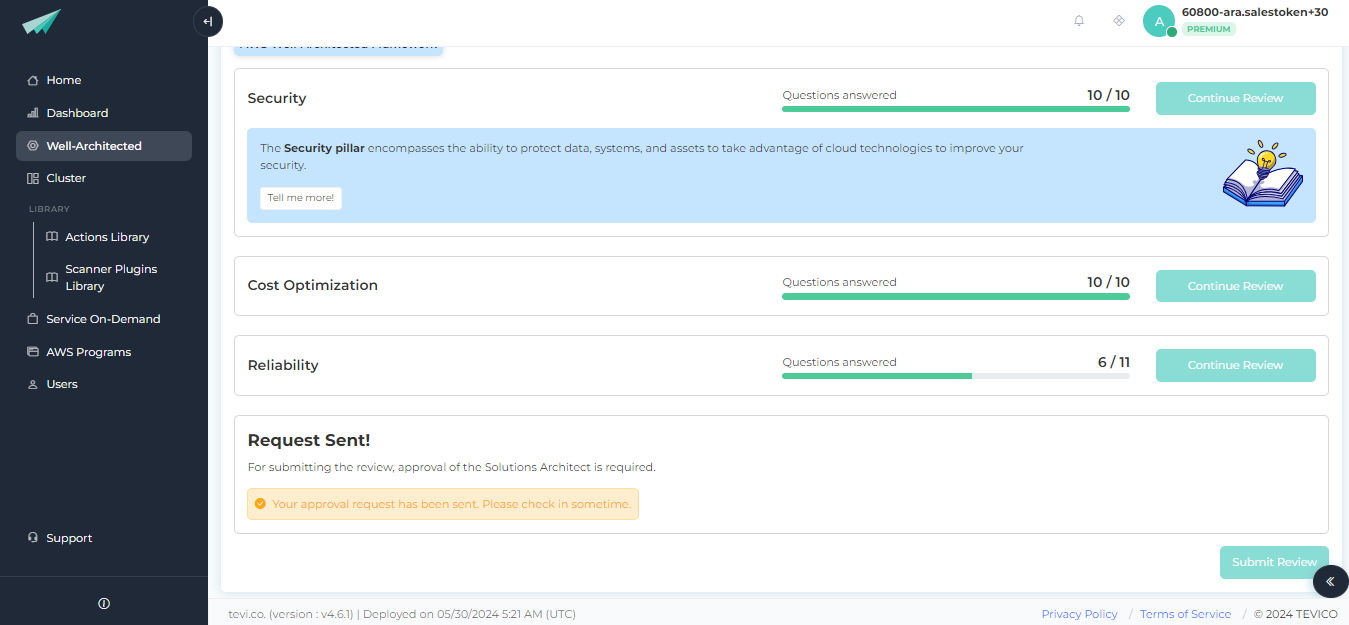 60800-ara.salestoken+30
A
PREMIUM
Home
Dashboard
Well-Architected
Cluster
LIBRARY
Actions Library
Scanner Plugins
Library
Service On-Demand
AWS Programs
Users
Support
AWS Well-Architected Framework
Security
Questions answered
10 / 10
Continue Review
The Security pillar encompasses the ability to protect data, systems, and assets to take advantage of cloud technologies to improve your
security.
Tell me more!
Cost Optimization
Questions answered
10 / 10
Continue Review
Reliability
Questions answered
6 / 11
Continue Review
Request Sent!
For submitting the review, approval of the Solutions Architect is required.
Your approval request has been sent. Please check in sometime.
Submit Review
tevi.co. (version : v4.6.1) | Deployed on 05/30/2024 5:21 AM (UTC)
Privacy Policy / Terms of Service / © 2024 TEVICO